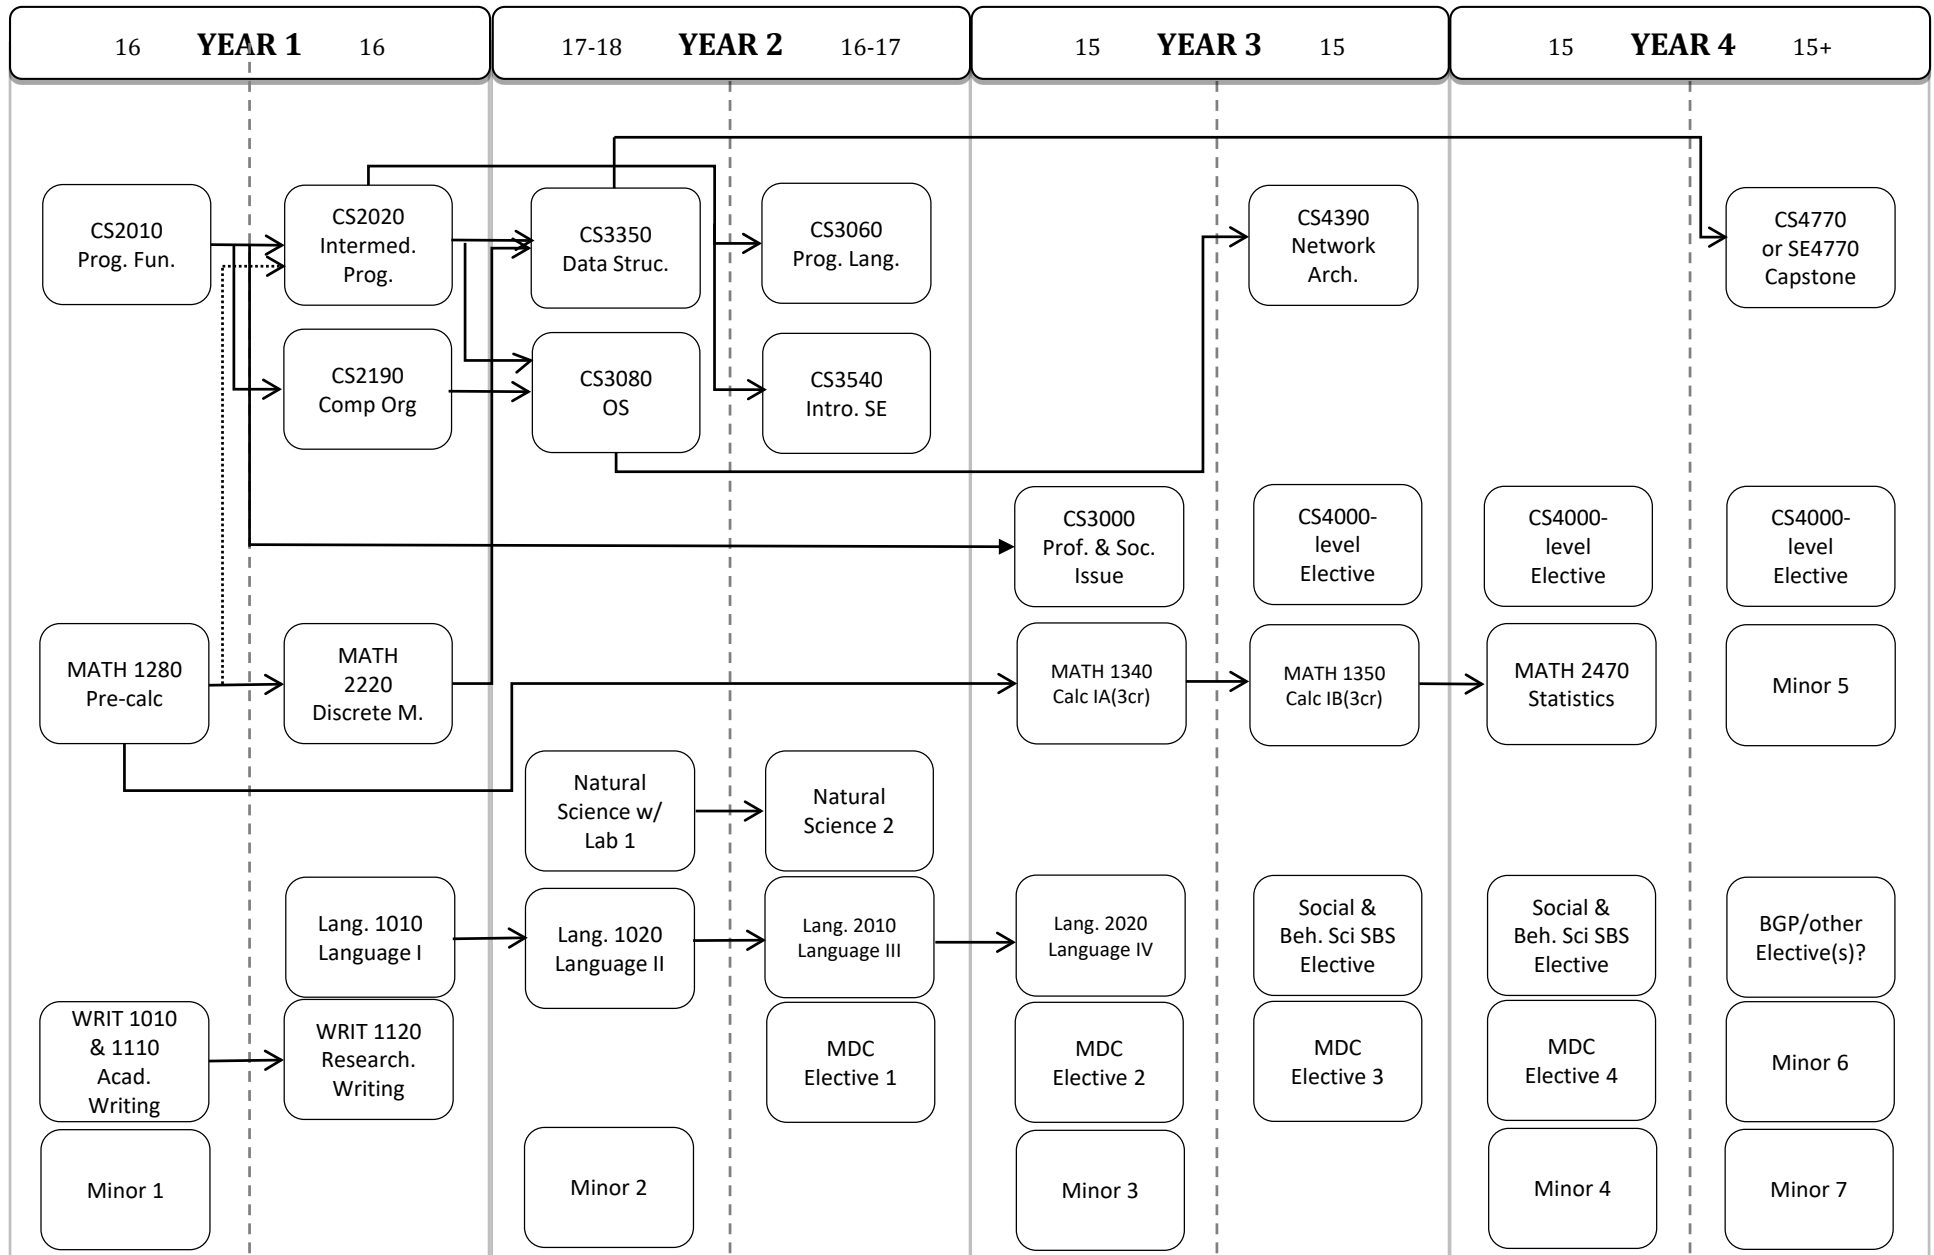 16 YEAR 1 16
17-18 YEAR 2 16-17
15 YEAR 3 15
15 YEAR 4 15+
CS2010
Prog. Fun.
CS2020
Intermed.
Prog.
CS3350
Data Struc.
CS3060
Prog. Lang.
CS4390
Network
Arch.
CS4770
or SE4770
Capstone
CS2190
Comp Org
CS3080
OS
CS3540
Intro. SE
CS3000
Prof. & Soc.
Issue
CS4000-
level
Elective
CS4000-
level
Elective
CS4000-
level
Elective
MATH 1280
Pre-calc
MATH
2220
Discrete M.
MATH 1340
Calc IA(3cr)
MATH 1350
Calc IB(3cr)
MATH 2470
Statistics
Minor 5
Natural
Science w/
Lab 1
Natural
Science 2
Lang. 1010
Language I
Lang. 1020
Language II
Lang. 2010
Language III
Lang. 2020
Language IV
Social &
Beh. Sci SBS
Elective
Social &
Beh. Sci SBS
Elective
BGP/other
Elective(s)?
WRIT 1010
& 1110
Acad.
Writing
WRIT 1120
Research.
Writing
MDC
Elective 1
MDC
Elective 2
MDC
Elective 3
MDC
Elective 4
Minor 6
Minor 1
Minor 2
Minor 3
Minor 4
Minor 7